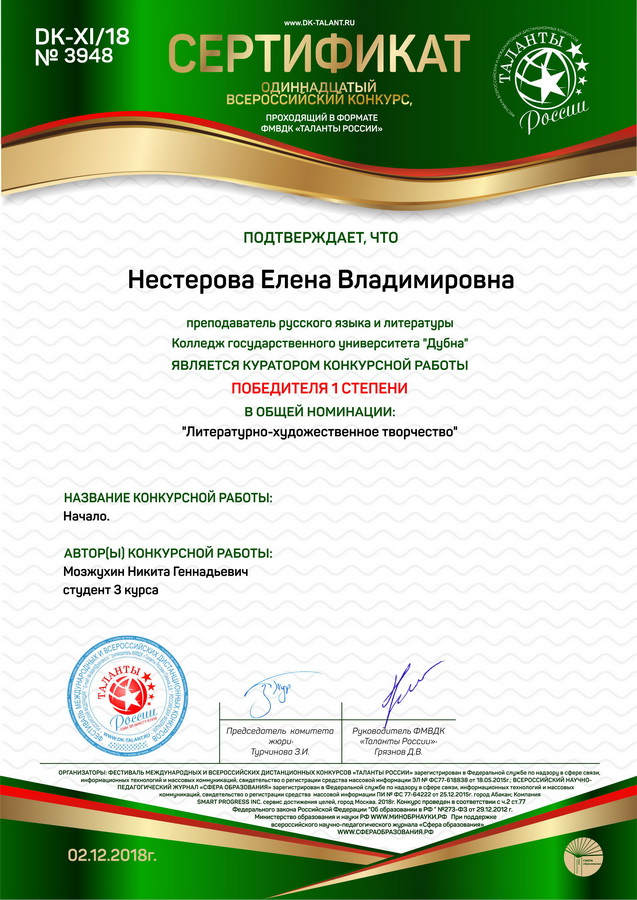 WWW.DK-TALANT.RU
DK-XI/18
№ 3948
СЕРТИФИКАТ
ОДИННАДЦАТЫЙ
ВСЕРОССИЙСКИЙ КОНКУРС,
ПРОХОДЯЩИЙ В ФОРМАТЕ
ФМВДК «ТАЛАНТЫ РОССИИ»
ТАЛАНТЫ
России
ПОДТВЕРЖДАЕТ, ЧТО
Нестерова Елена Владимировна
преподаватель русского языка и литературы
Колледж государственного университета "Дубна"
ЯВЛЯЕТСЯ КУРАТОРОМ КОНКУРСНОЙ РАБОТЫ
ПОБЕДИТЕЛЯ 1 СТЕПЕНИ
В ОБЩЕЙ НОМИНАЦИИ:
"Литературно-художественное творчество"
НАЗВАНИЕ КОНКУРСНОЙ РАБОТЫ:
Начало.
АВТОР(Ы) КОНКУРСНОЙ РАБОТЫ:
Мозжухин Никита Геннадьевич
студент 3 курса
ТАЛАНТЫ
России
WWW.DK-TALANT.RU
Председатель комитета
жюри
Турчинова З.И.
Руководитель ФМВДК
«Таланты России»
Грязнов Д.В.
ОРГАНИЗАТОРЫ: ФЕСТИВАЛЬ МЕЖДУНАРОДНЫХ И ВСЕРОССИЙСКИХ ДИСТАНЦИОННЫХ КОНКУРСОВ «ТАЛАНТЫ РОССИИ» зарегистрирован в Федеральной службе по надзору в сфере связи,
информационных технологий и массовых коммуникаций, свидетельство о регистрации средства массовой информации ЭЛ № ФС77-618838 от 18.05.2015г.; ВСЕРОССИЙСКИЙ НАУЧНО-
ПЕДАГОГИЧЕСКИЙ ЖУРНАЛ «СФЕРА ОБРАЗОВАНИЯ» зарегистрирован в Федеральной службе по надзору в сфере связи, информационных технологий и массовых
коммуникаций, свидетельство о регистрации средства массовой информации ПИ № ФС 77-64222 от 25.12.2015г. город Абакан; Компания
SMART PROGRESS INC. сервис достижения целей, город Москва. 2018г. Конкурс проведен в соответствии с ч.2 ст.77
Федерального закона Российской Федерации "Об образовании в РФ " №273-ФЗ от 29.12.2012 г.
Министерство образования и науки РФ WWW.МИНОБРНАУКИ.РФ При поддержке
всероссийского научно-педагогического журнала «Сфера образования»
WWW.СФЕРАОБРАЗОВАНИЯ.РФ
02.12.2018г.